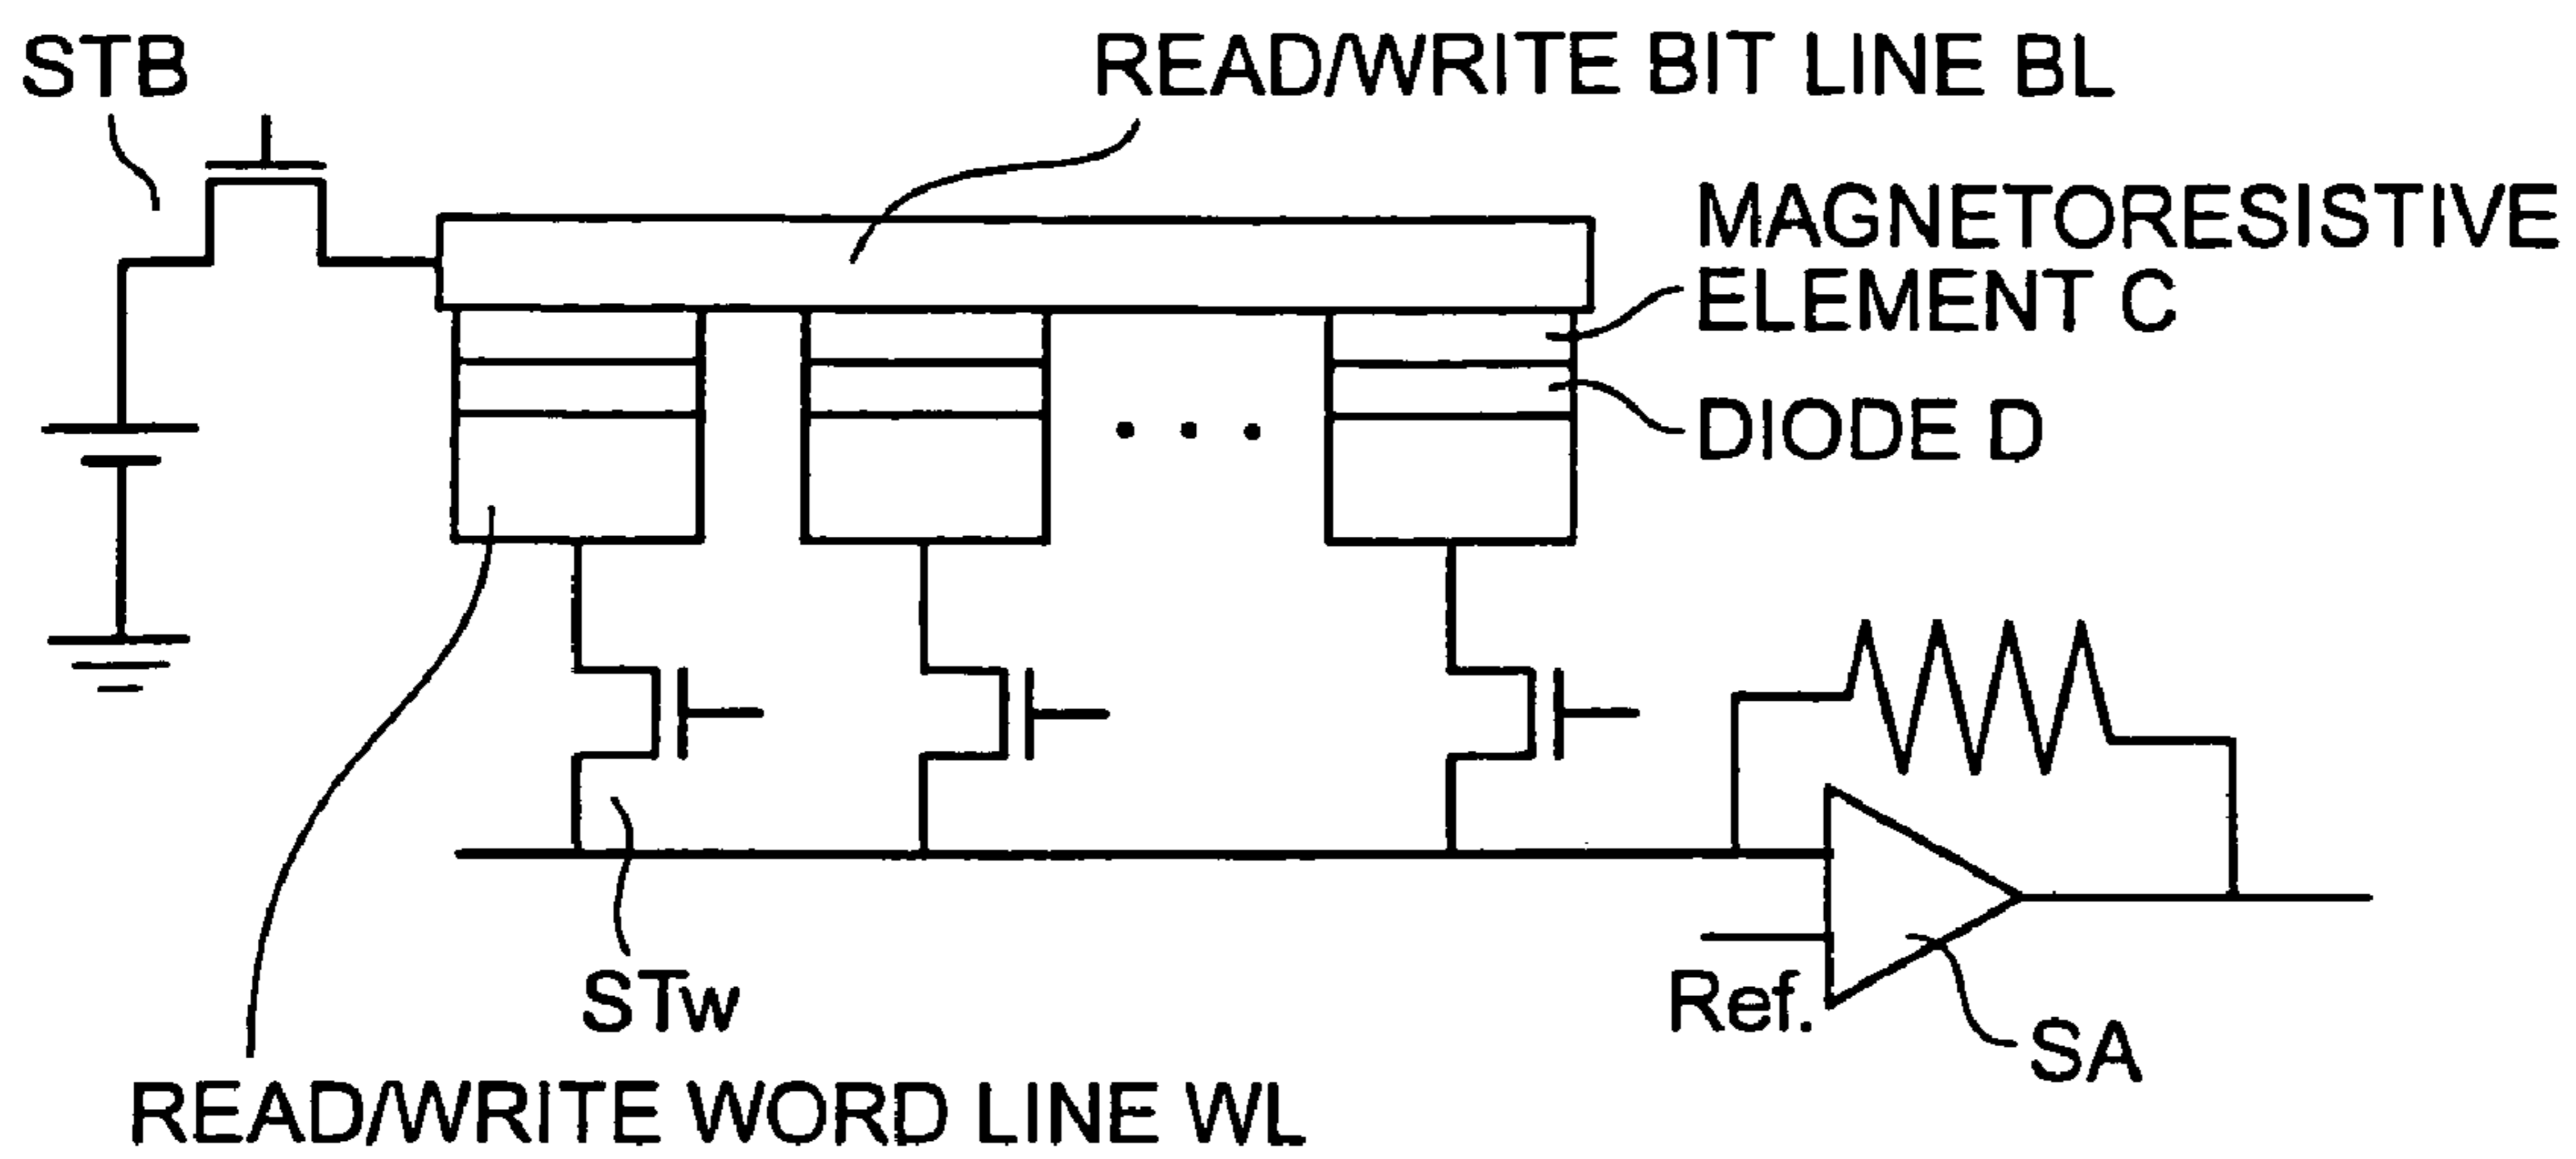 STB
READ/WRITE BIT LINE BL
MAGNETORESISTIVE
ELEMENT C
DIODE D
STw
Ref.
SA
READ/WRITE WORD LINE WL